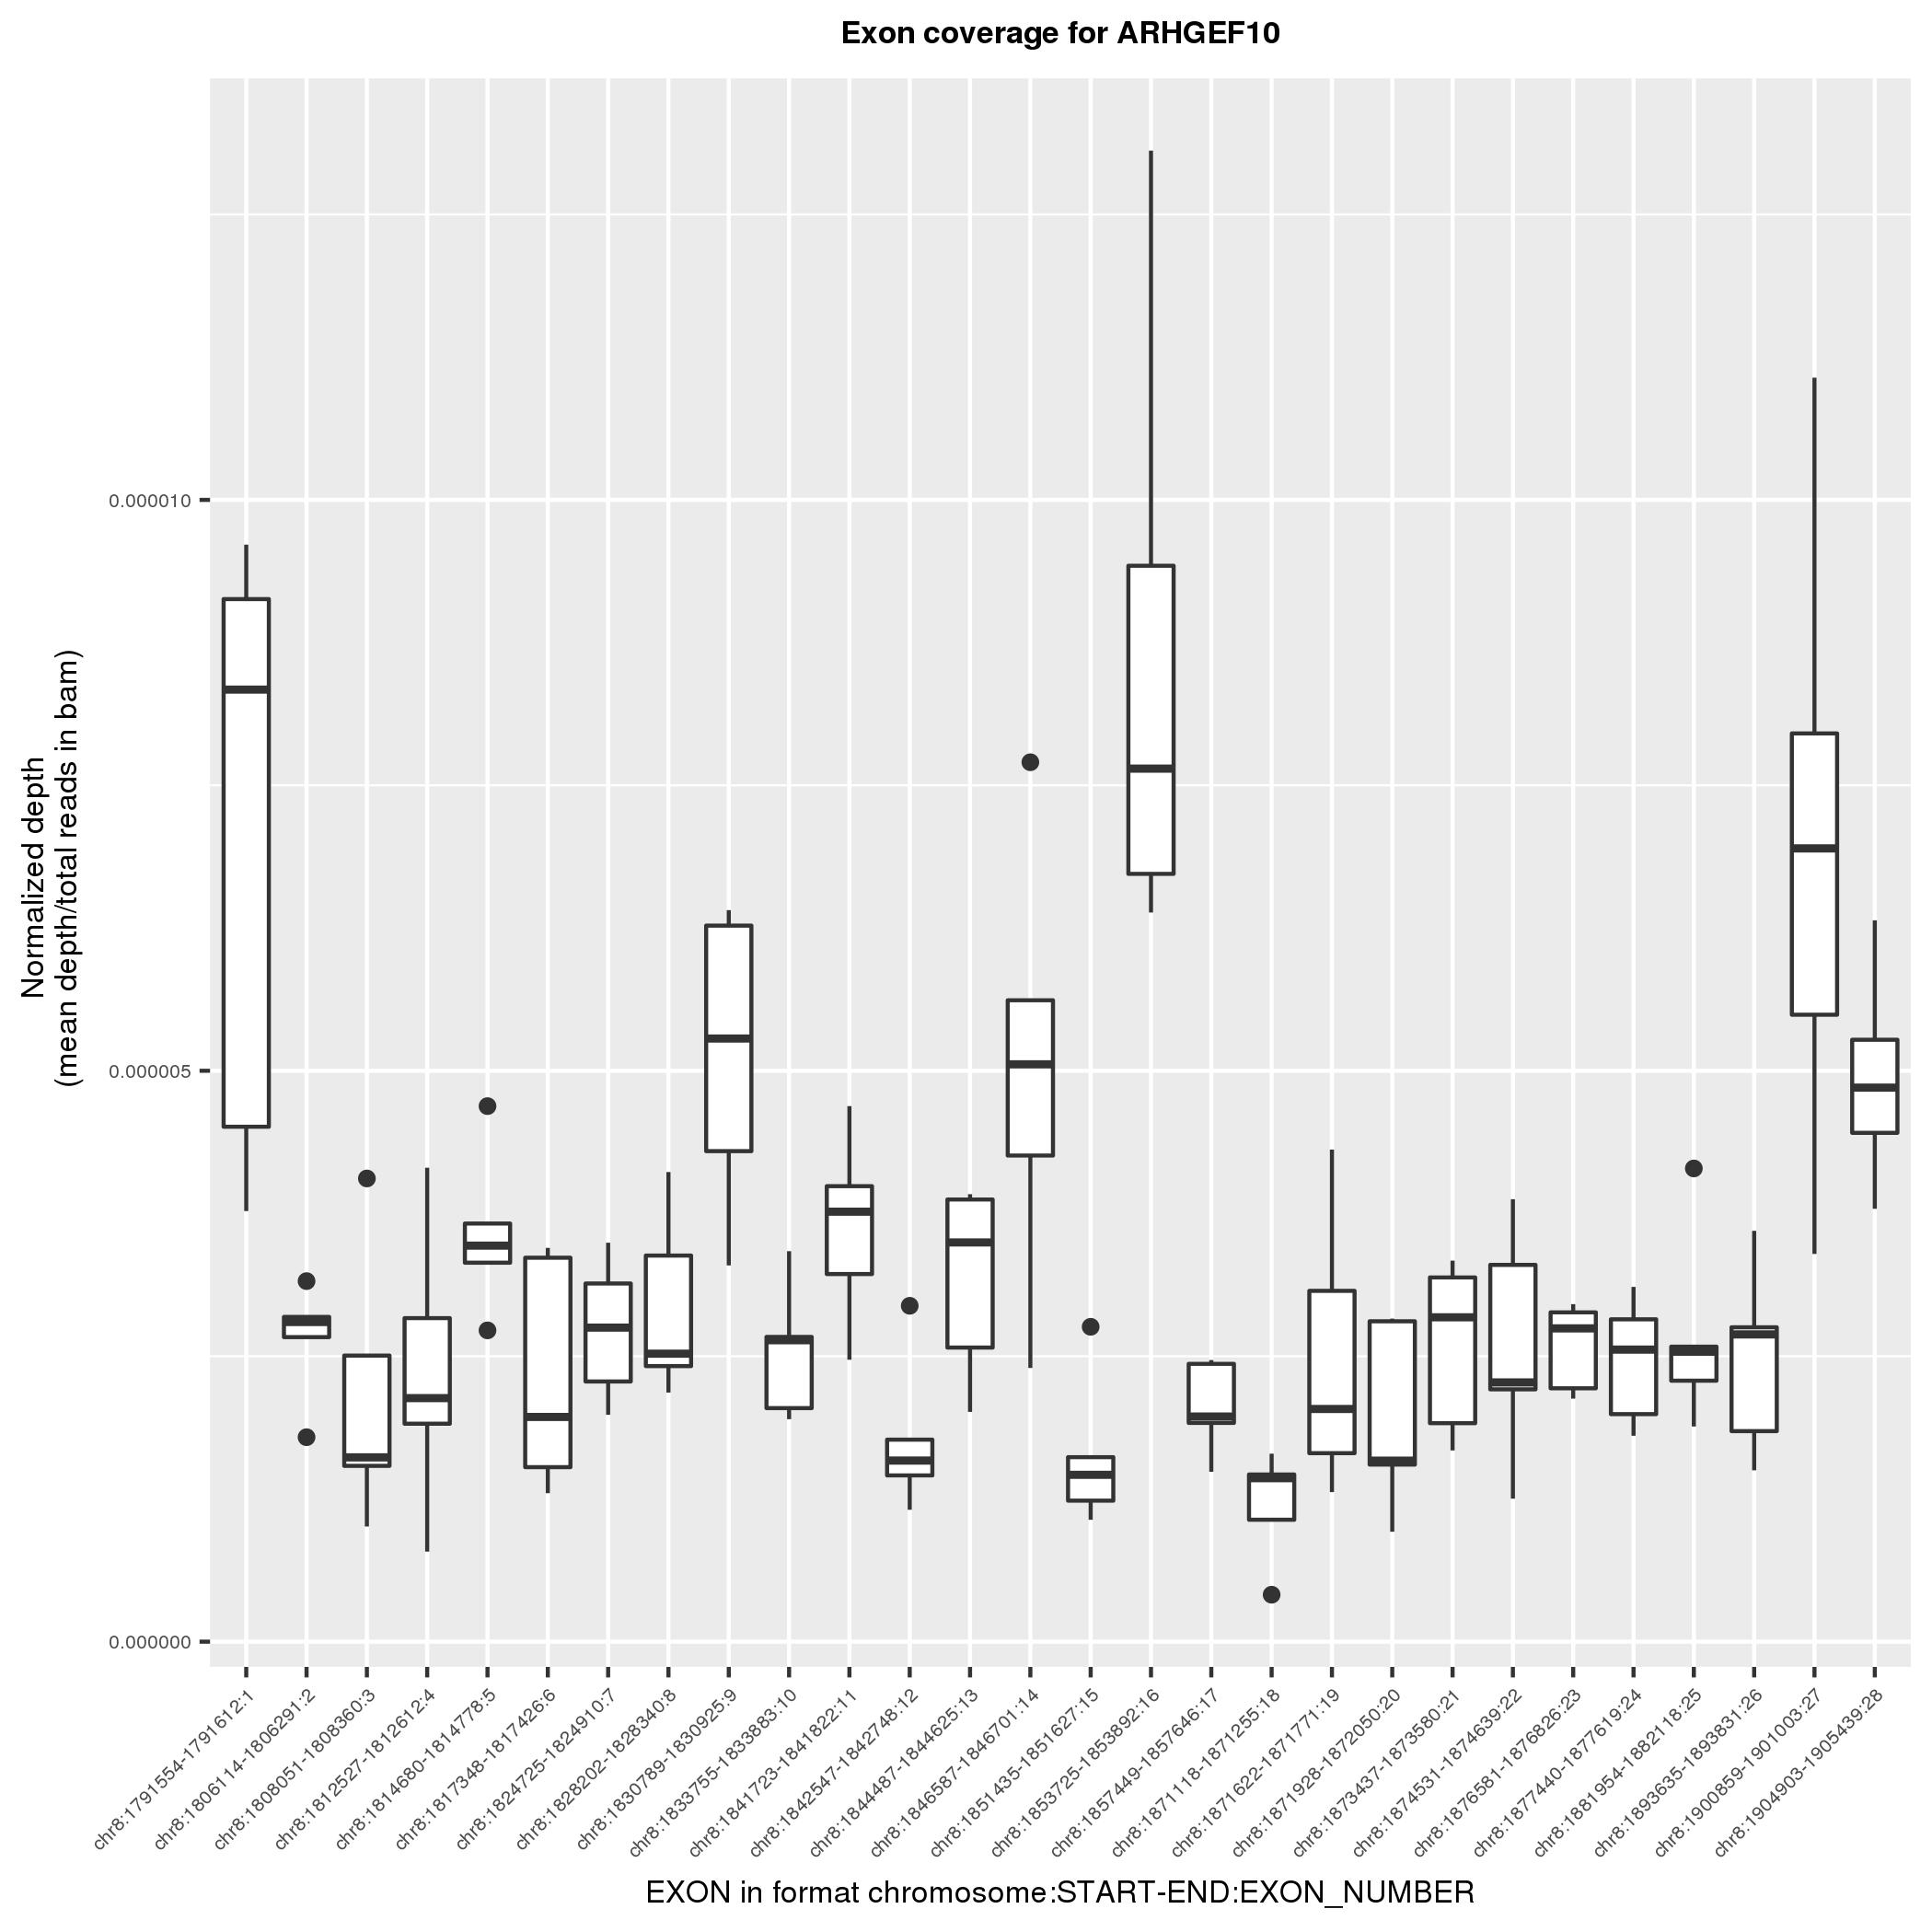 Exon coverage for ARHGEF10
Normalized depth
(mean depth/total reads in bam)
0.000010
0.000005
0.000000
chr8:1791554-1791612:1
chr8:1806114-1806291:2
chr8:1808051-1808360:3
chr8:1812527-1812612:4
chr8:1814680-1814778:5
chr8:1817348-1817426:6
chr8:1824725-1824910:7
chr8:1828202-1828340:8
chr8:1830789-1830925:9
chr8:1833755-1833883:10
chr8:1841723-1841822:11
chr8:1842547-1842748:12
chr8:1844487-1844625:13
chr8:1846587-1846701:14
chr8:1851435-1851627:15
chr8:1853725-1853892:16
chr8:1857449-1857646:17
chr8:1871118-1871255:18
chr8:1871622-1871771:19
chr8:1871928-1872050:20
chr8:1873437-1873580:21
chr8:1874531-1874639:22
chr8:1876581-1876826:23
chr8:1877440-1877619:24
chr8:1881954-1882118:25
chr8:1893635-1893831:26
chr8:1900859-1901003:27
chr8:1904903-1905439:28
EXON in format chromosome:START-END:EXON_NUMBER